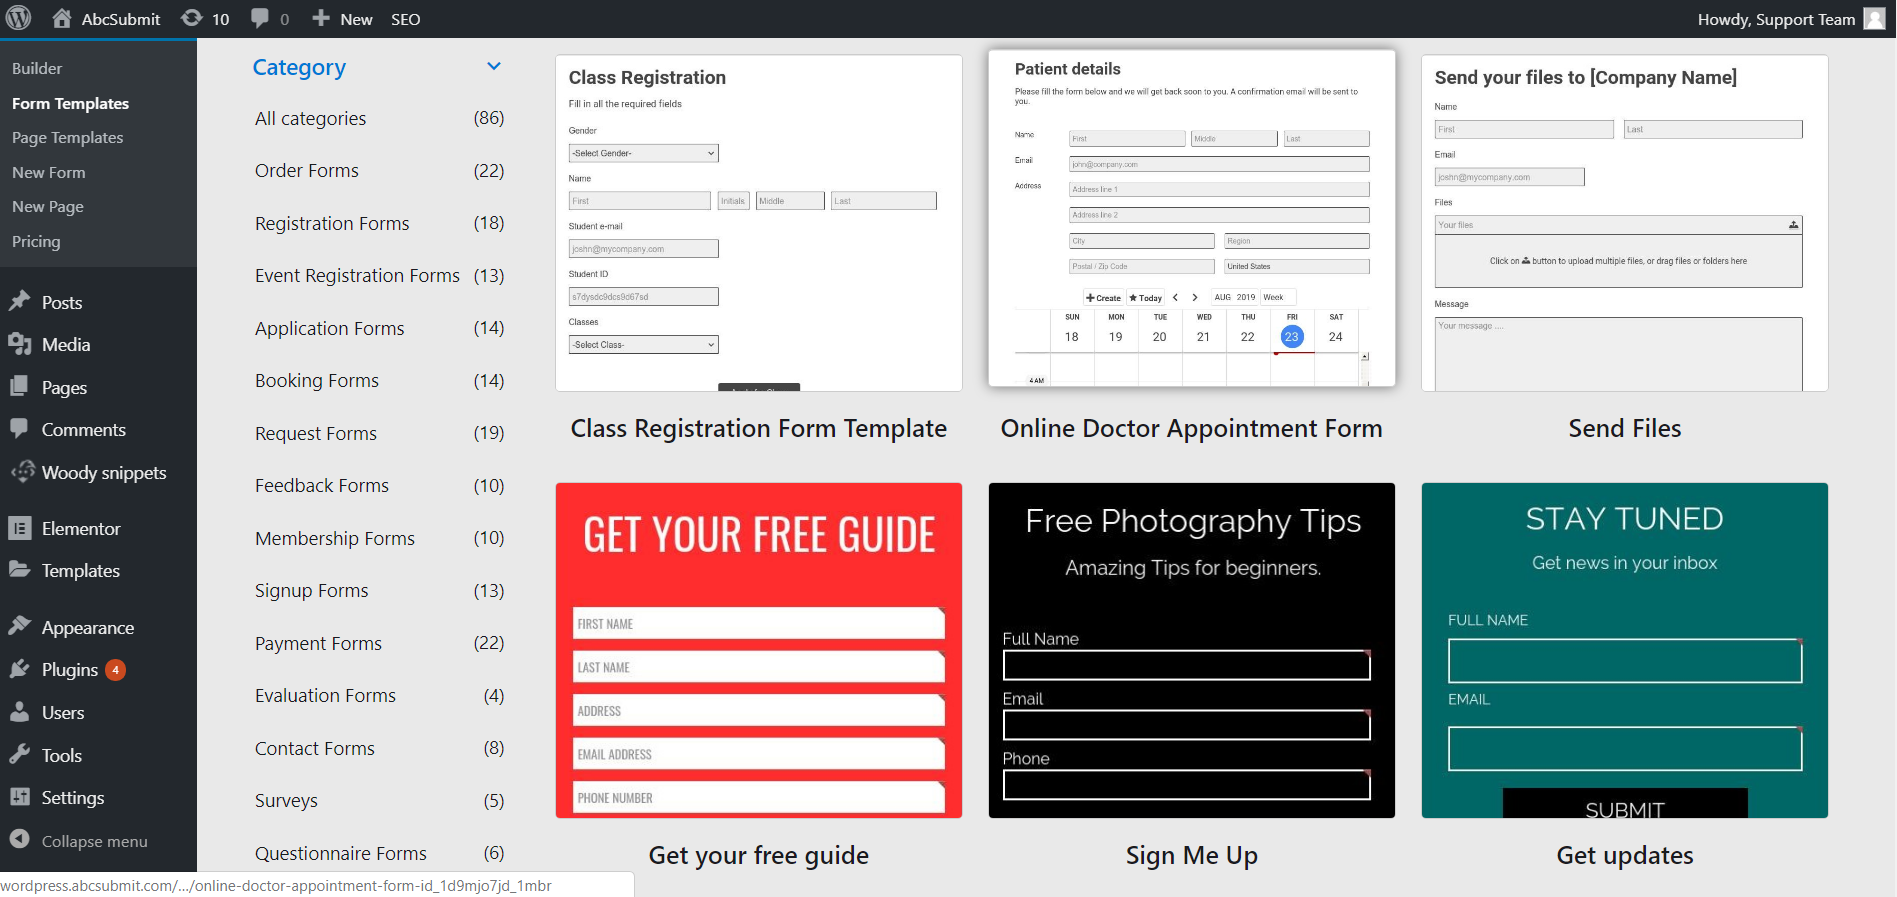 AbcSubmit 10 0 New SEO Howdy, Support Team
Builder
Form Templates
Page Templates
New Form
New Page
Pricing
Posts
Media
Pages
Comments
Woody snippets
Elementor
Templates
Appearance
Plugins 4
Users
Tools
Settings
Collapse menu
Category
All categories (86)
Order Forms (22)
Registration Forms (18)
Event Registration Forms (13)
Application Forms (14)
Booking Forms (14)
Request Forms (19)
Feedback Forms (10)
Membership Forms (10)
Signup Forms (13)
Payment Forms (22)
Evaluation Forms (4)
Contact Forms (8)
Surveys (5)
Questionnaire Forms (6)
Class Registration
Fill in all the required fields
Gender
-Select Gender-
Name
First Initials Middle Last
Student e-mail
joshn@mycompany.com
Student ID
s7dysdc9dcs9d67sd
Classes
-Select Class-
Class Registration Form Template
Patient details
Please fill the form below and we will get back soon to you. A confirmation email will be sent to
you.
Name First Middle Last
Email john@company.com
Address Address line 1
Address line 2
City Region
Postal / Zip Code United States
Create Today AUG 2019 Week
SUN MON TUE WED THU FRI SAT
18 19 20 21 22 23 24
4 AM
Online Doctor Appointment Form
Send your files to [Company Name]
Name
First Last
Email
joshn@mycompany.com
Files
Your files
Click on button to upload multiple files, or drag files or folders here
Message
Your message ....
Send Files
GET YOUR FREE GUIDE
FIRST NAME
LAST NAME
ADDRESS
EMAIL ADDRESS
PHONE NUMBER
Get your free guide
Free Photography Tips
Amazing Tips for beginners.
Full Name
Email
Phone
Sign Me Up
STAY TUNED
Get news in your inbox
FULL NAME
EMAIL
SUBMIT
Get updates
wordpress.abcsubmit.com/.../online-doctor-appointment-form-id_1d9mjo7jd_1mbr